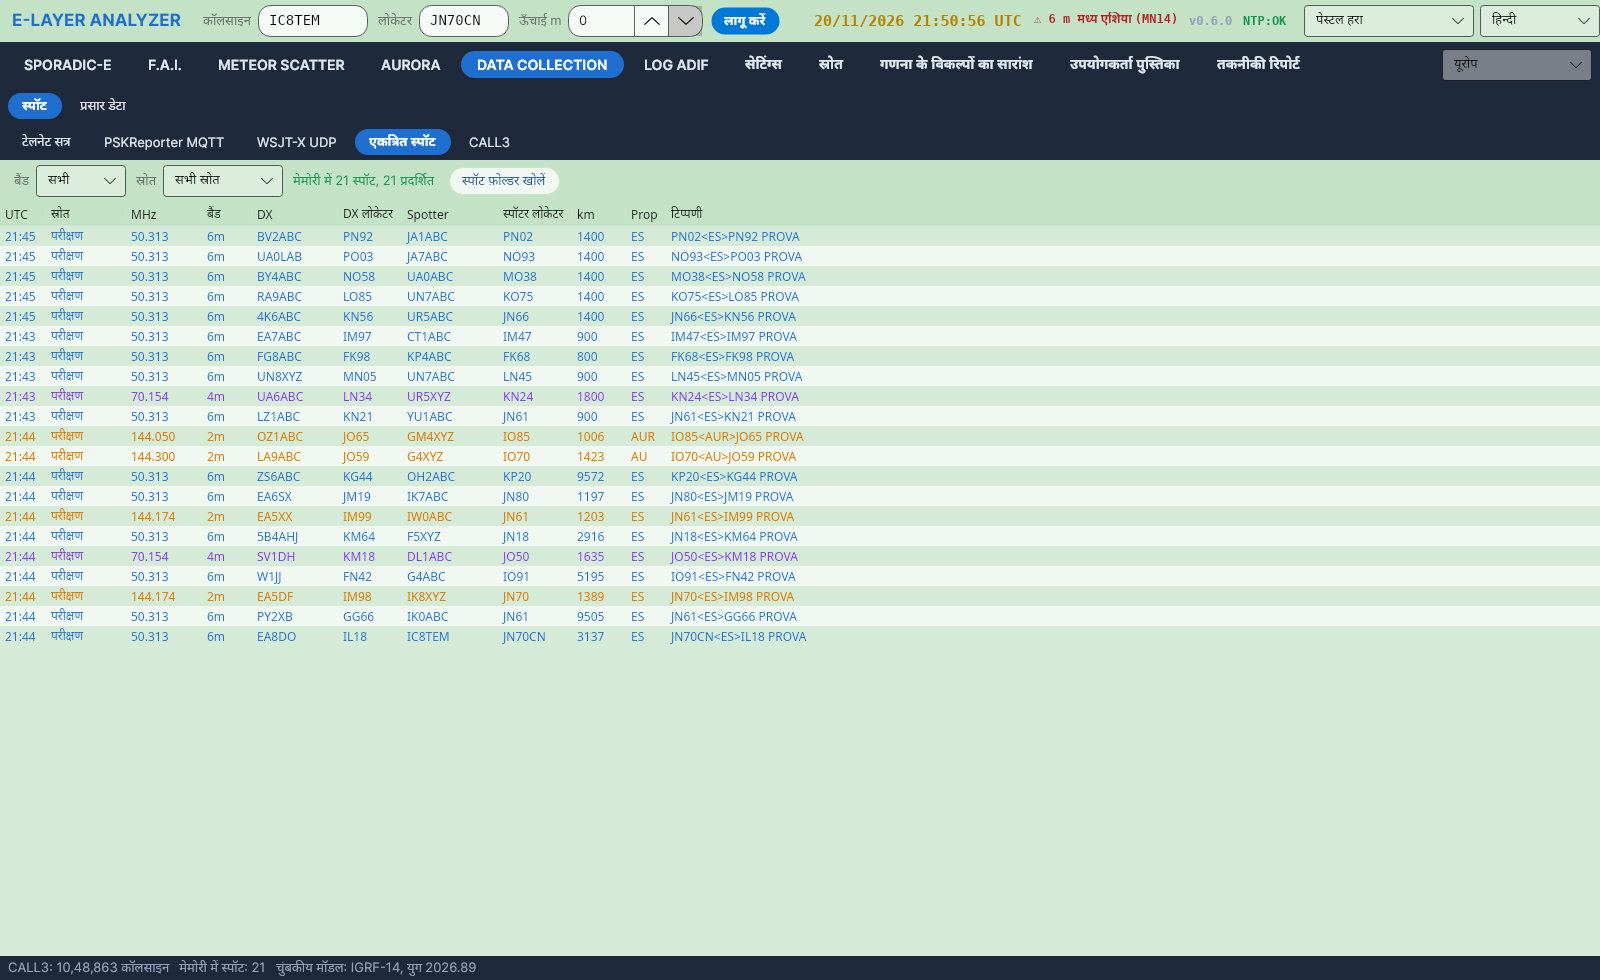 E-LAYER ANALYZER कॉलसाइन IC8TEM लोकेटर JN70CN ऊँचाई m 0 लागू करें 20/11/2026 21:50:56 UTC ⚠ 6 m मध्य एशिया (MN14) v0.6.0 NTP:OK पेस्टल हरा हिन्दी
SPORADIC-E F.A.I. METEOR SCATTER AURORA DATA COLLECTION LOG ADIF सेटिंग्स स्रोत गणना के विकल्पों का सारांश उपयोगकर्ता पुस्तिका तकनीकी रिपोर्ट यूरोप
स्पॉट प्रसार डेटा
टेलनेट सत्र PSKReporter MQTT WSJT-X UDP एकत्रित स्पॉट CALL3
बैंड सभी स्रोत सभी स्रोत मेमोरी में 21 स्पॉट, 21 प्रदर्शित स्पॉट फ़ोल्डर खोलें
UTC स्रोत MHz बैंड DX DX लोकेटर Spotter स्पॉटर लोकेटर km Prop टिप्पणी
21:45 परीक्षण 50.313 6m BV2ABC PN92 JA1ABC PN02 1400 ES PN02<ES>PN92 PROVA
21:45 परीक्षण 50.313 6m UA0LAB PO03 JA7ABC NO93 1400 ES NO93<ES>PO03 PROVA
21:45 परीक्षण 50.313 6m BY4ABC NO58 UA0ABC MO38 1400 ES MO38<ES>NO58 PROVA
21:45 परीक्षण 50.313 6m RA9ABC LO85 UN7ABC KO75 1400 ES KO75<ES>LO85 PROVA
21:45 परीक्षण 50.313 6m 4K6ABC KN56 UR5ABC JN66 1400 ES JN66<ES>KN56 PROVA
21:43 परीक्षण 50.313 6m EA7ABC IM97 CT1ABC IM47 900 ES IM47<ES>IM97 PROVA
21:43 परीक्षण 50.313 6m FG8ABC FK98 KP4ABC FK68 800 ES FK68<ES>FK98 PROVA
21:43 परीक्षण 50.313 6m UN8XYZ MN05 UN7ABC LN45 900 ES LN45<ES>MN05 PROVA
21:43 परीक्षण 70.154 4m UA6ABC LN34 UR5XYZ KN24 1800 ES KN24<ES>LN34 PROVA
21:43 परीक्षण 50.313 6m LZ1ABC KN21 YU1ABC JN61 900 ES JN61<ES>KN21 PROVA
21:44 परीक्षण 144.050 2m OZ1ABC JO65 GM4XYZ IO85 1006 AUR IO85<AUR>JO65 PROVA
21:44 परीक्षण 144.300 2m LA9ABC JO59 G4XYZ IO70 1423 AU IO70<AU>JO59 PROVA
21:44 परीक्षण 50.313 6m ZS6ABC KG44 OH2ABC KP20 9572 ES KP20<ES>KG44 PROVA
21:44 परीक्षण 50.313 6m EA6SX JM19 IK7ABC JN80 1197 ES JN80<ES>JM19 PROVA
21:44 परीक्षण 144.174 2m EA5XX IM99 IW0ABC JN61 1203 ES JN61<ES>IM99 PROVA
21:44 परीक्षण 50.313 6m 5B4AHJ KM64 F5XYZ JN18 2916 ES JN18<ES>KM64 PROVA
21:44 परीक्षण 70.154 4m SV1DH KM18 DL1ABC JO50 1635 ES JO50<ES>KM18 PROVA
21:44 परीक्षण 50.313 6m W1JJ FN42 G4ABC IO91 5195 ES IO91<ES>FN42 PROVA
21:44 परीक्षण 144.174 2m EA5DF IM98 IK8XYZ JN70 1389 ES JN70<ES>IM98 PROVA
21:44 परीक्षण 50.313 6m PY2XB GG66 IK0ABC JN61 9505 ES JN61<ES>GG66 PROVA
21:44 परीक्षण 50.313 6m EA8DO IL18 IC8TEM JN70CN 3137 ES JN70CN<ES>IL18 PROVA
CALL3: 10,48,863 कॉलसाइन मेमोरी में स्पॉट: 21 चुंबकीय मॉडल: IGRF-14, युग 2026.89